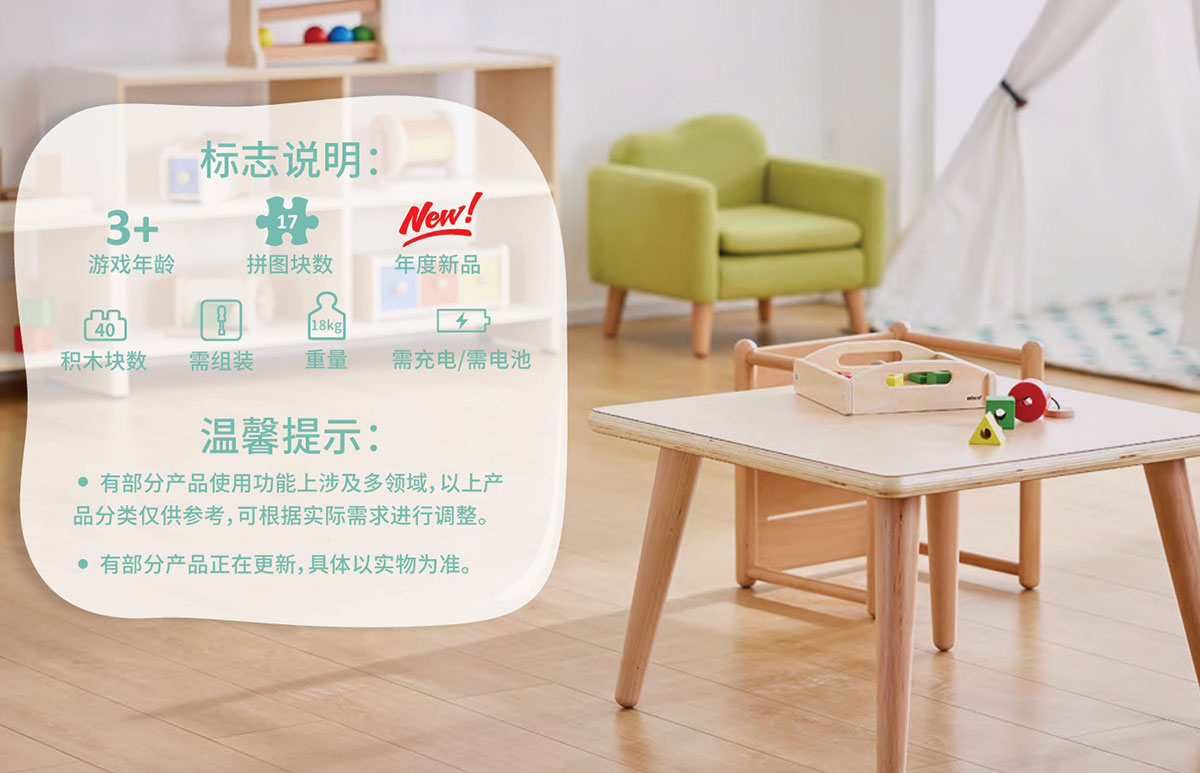 标志说明：
3+
17
New!
游戏年龄
拼图块数
年度新品
40
18kg
积木块数
需组装
重量
需充电/需电池
温馨提示：
• 有部分产品使用功能上涉及多领域，以上产
品分类仅供参考，可根据实际需求进行调整。
• 有部分产品正在更新，具体以实物为准。